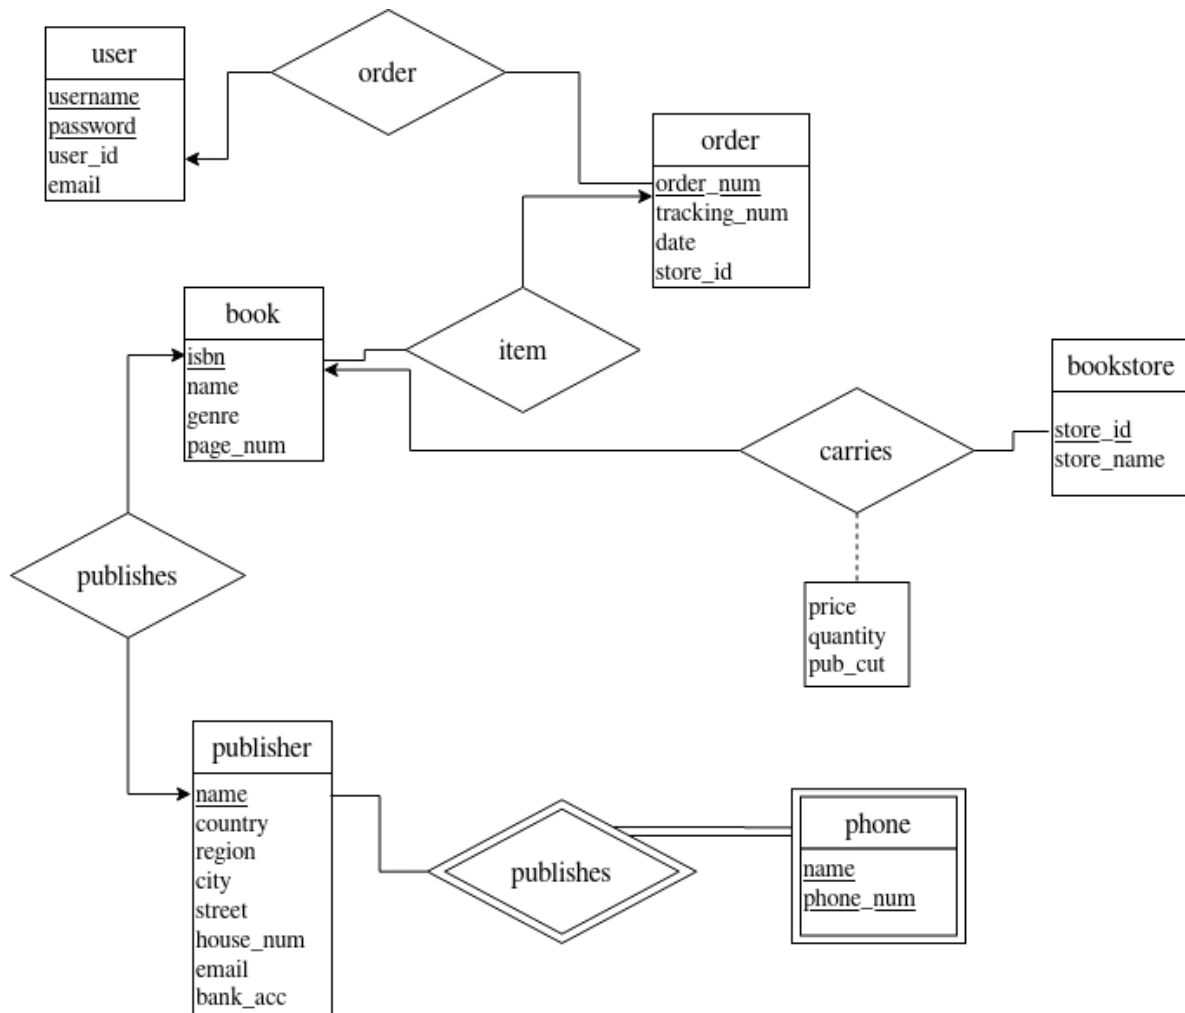 user
username
password
user_id
email
order
order
order_num
tracking_num
date
store_id
book
isbn
name
genre
page_num
item
bookstore
store_id
store_name
carries
price
quantity
pub_cut
publishes
publisher
name
country
region
city
street
house_num
email
bank_acc
publishes
phone
name
phone_num